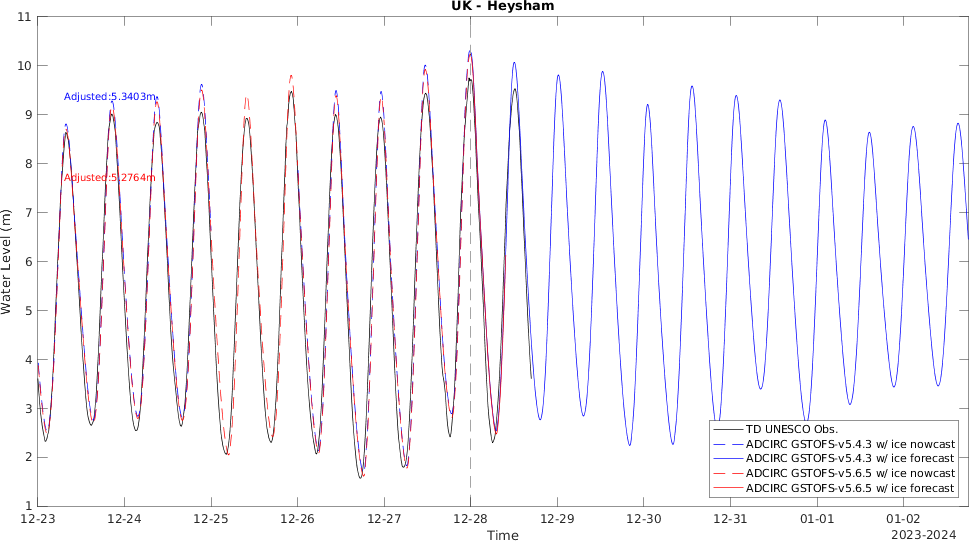 UK - Heysham
Water Level (m)
11
10
9
8
7
6
5
4
3
2
1
Adjusted:5.3403m
Adjusted:5.2764m
TD UNESCO Obs.
ADCIRC GSTOFS-v5.4.3 w/ ice nowcast
ADCIRC GSTOFS-v5.4.3 w/ ice forecast
ADCIRC GSTOFS-v5.6.5 w/ ice nowcast
ADCIRC GSTOFS-v5.6.5 w/ ice forecast
12-23 12-24 12-25 12-26 12-27 12-28 12-29 12-30 12-31 01-01 01-02
Time
2023-2024